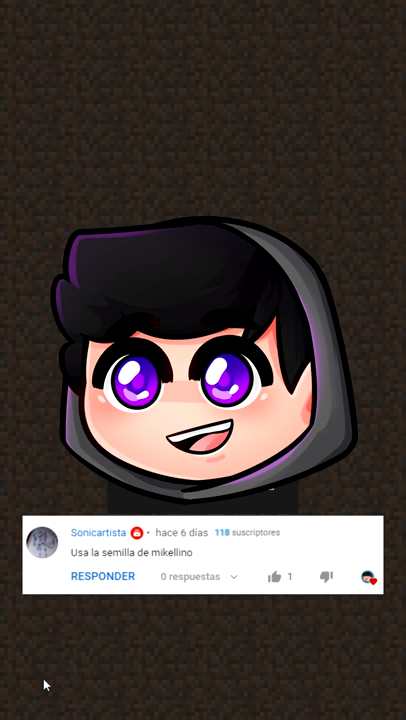 Sonicartista • hace 6 días 118 suscriptores
Usa la semilla de mikellino
RESPONDER 0 respuestas 1